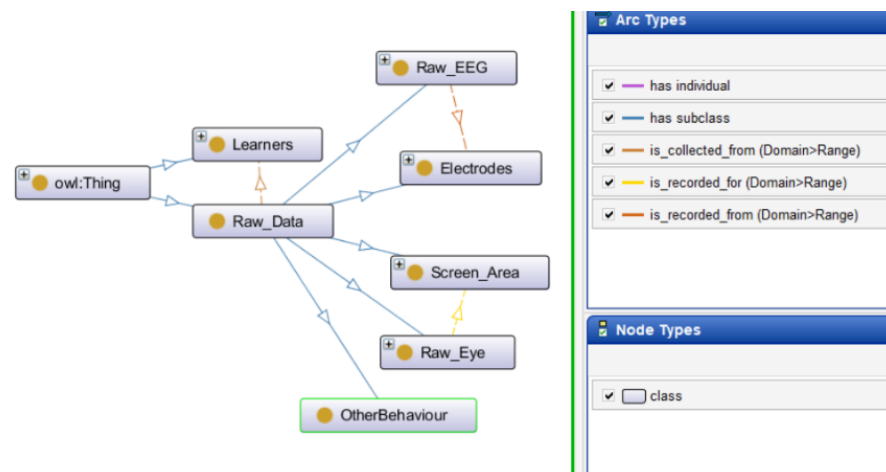 Raw_EEG
Learners
Electrodes
owl:Thing
Raw_Data
Screen_Area
Raw_Eye
OtherBehaviour
Arc Types
has individual
has subclass
is_collected_from (Domain>Range)
is_recorded_for (Domain>Range)
is_recorded_from (Domain>Range)
Node Types
class